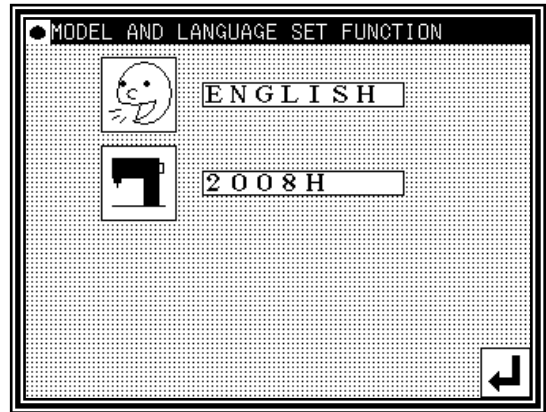 MODEL AND LANGUAGE SET FUNCTION
ENGLISH
2008H